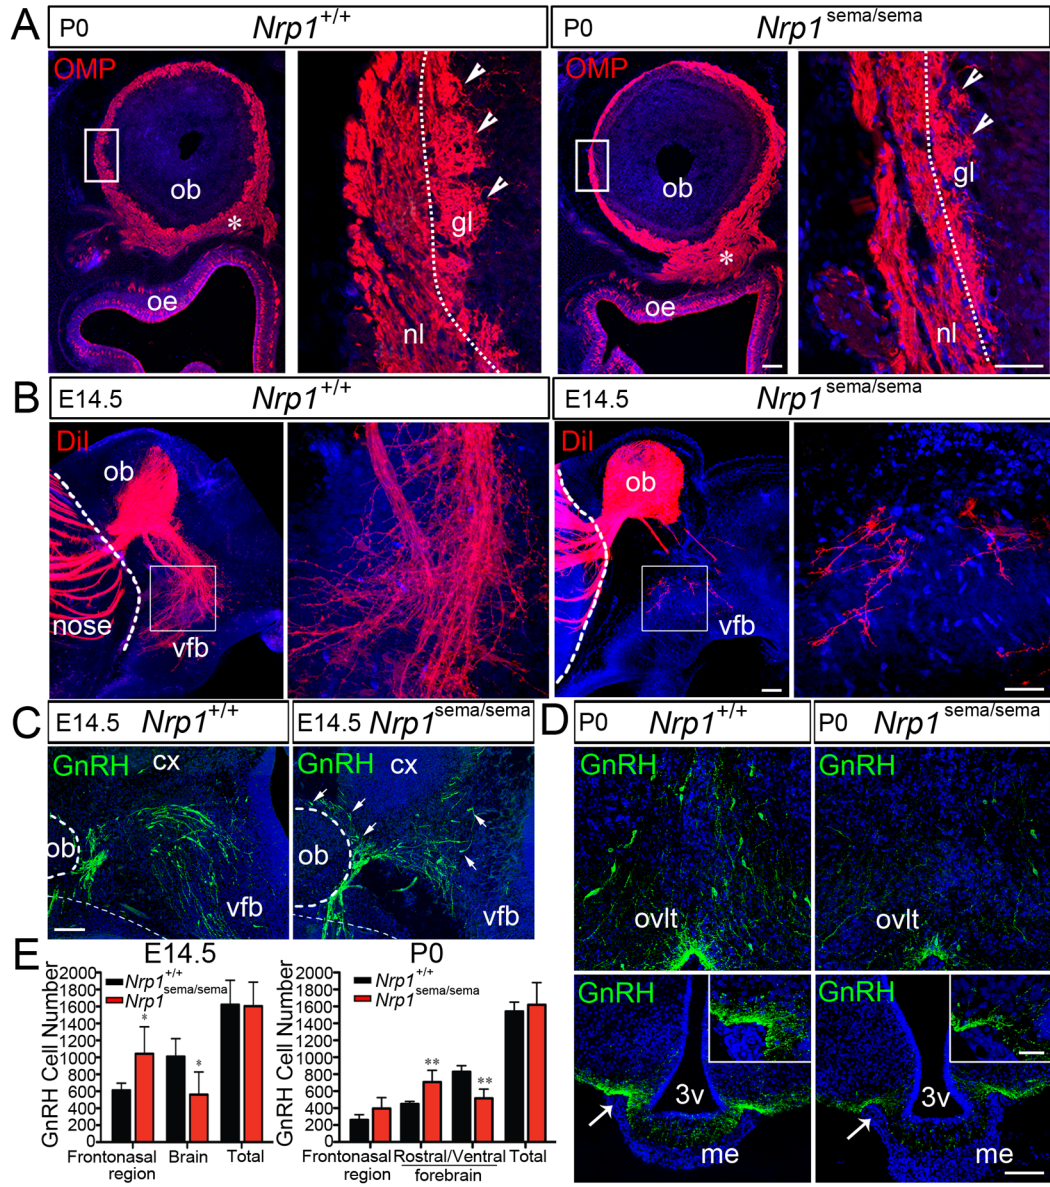 A
P0 Nrp1+/+
P0 Nrp1sema/sema
OMP
ob
*
oe
gl
nl
OMP
ob
*
oe
gl
nl
B
E14.5 Nrp1+/+
E14.5 Nrp1sema/sema
DiI
ob
nose
vfb
DiI
ob
vfb
C
E14.5 Nrp1+/+
E14.5 Nrp1sema/sema
GnRH
cx
ob
vfb
GnRH
cx
ob
vfb
D
P0 Nrp1+/+
P0 Nrp1sema/sema
GnRH
ovlt
GnRH
ovlt
GnRH
3v
me
GnRH
3v
me
E
E14.5
GnRH Cell Number
2000
1800
1600
1400
1200
1000
800
600
400
200
0
Nrp1+/+
Nrp1sema/sema
*
*
Frontonasal region
Brain
Total
P0
GnRH Cell Number
2000
1800
1600
1400
1200
1000
800
600
400
200
0
Nrp1+/+
Nrp1sema/sema
**
**
Frontonasal region
Rostral/Ventral
forebrain
Total